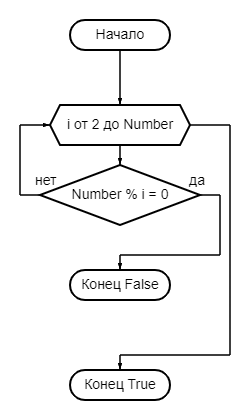 Начало
i от 2 до Number
нет
да
Number % i = 0
Конец False
Конец True